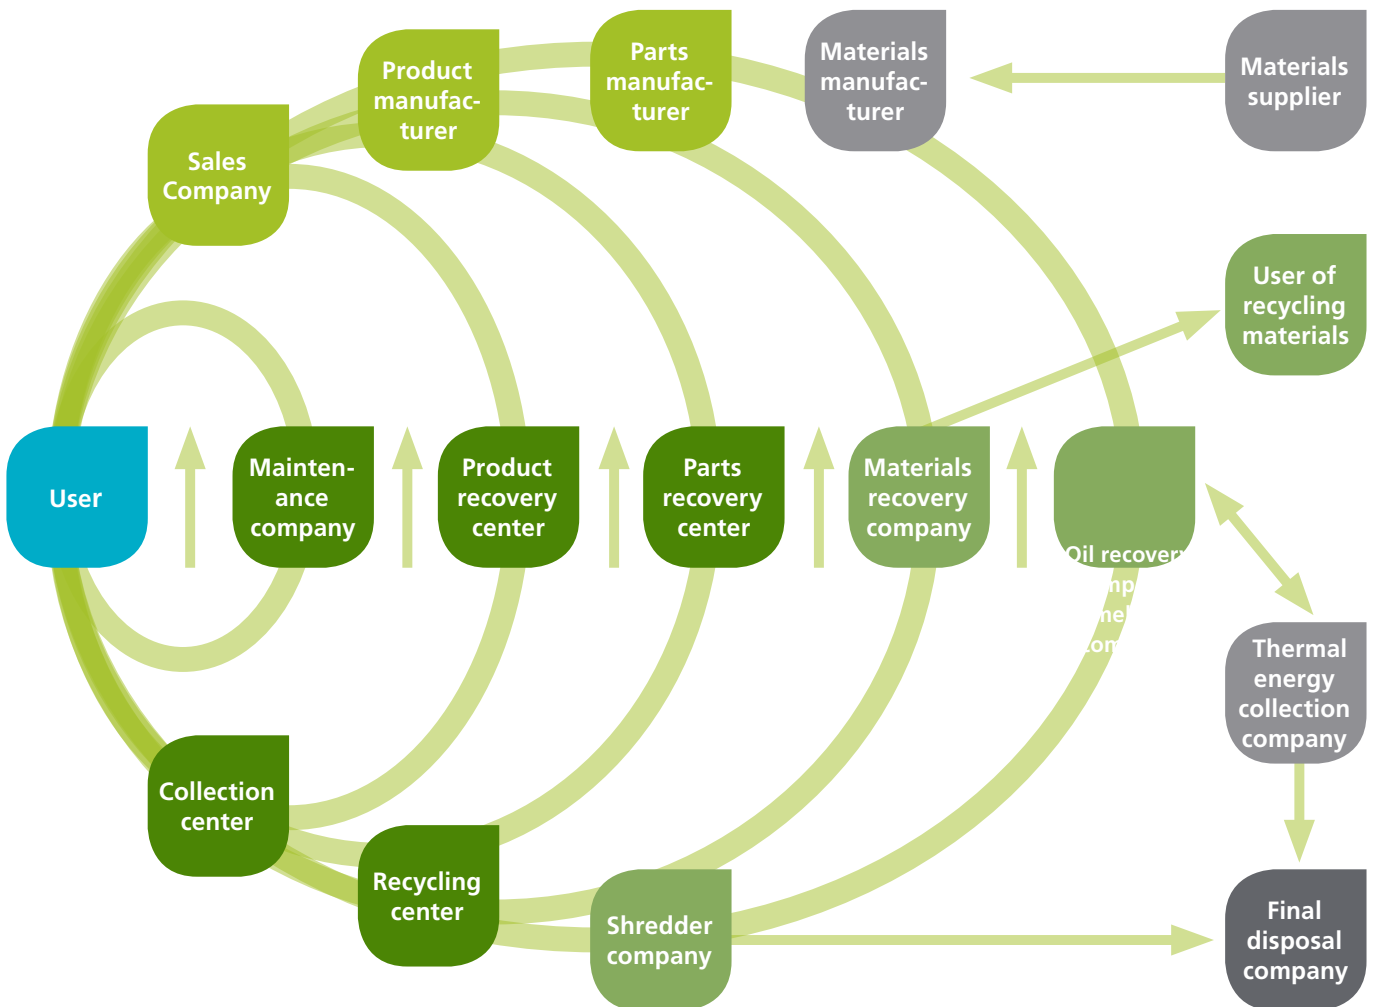 Parts
manufac-
turer
Materials
manufac-
turer
Materials
supplier
Product
manufac-
turer
Sales
Company
User of
recycling
materials
User
Mainten-
ance
company
Product
recovery
center
Parts
recovery
center
Materials
recovery
company
Oil recovery
Thermal
energy
collection
company
Collection
center
Recycling
center
Shredder
company
Final
disposal
company